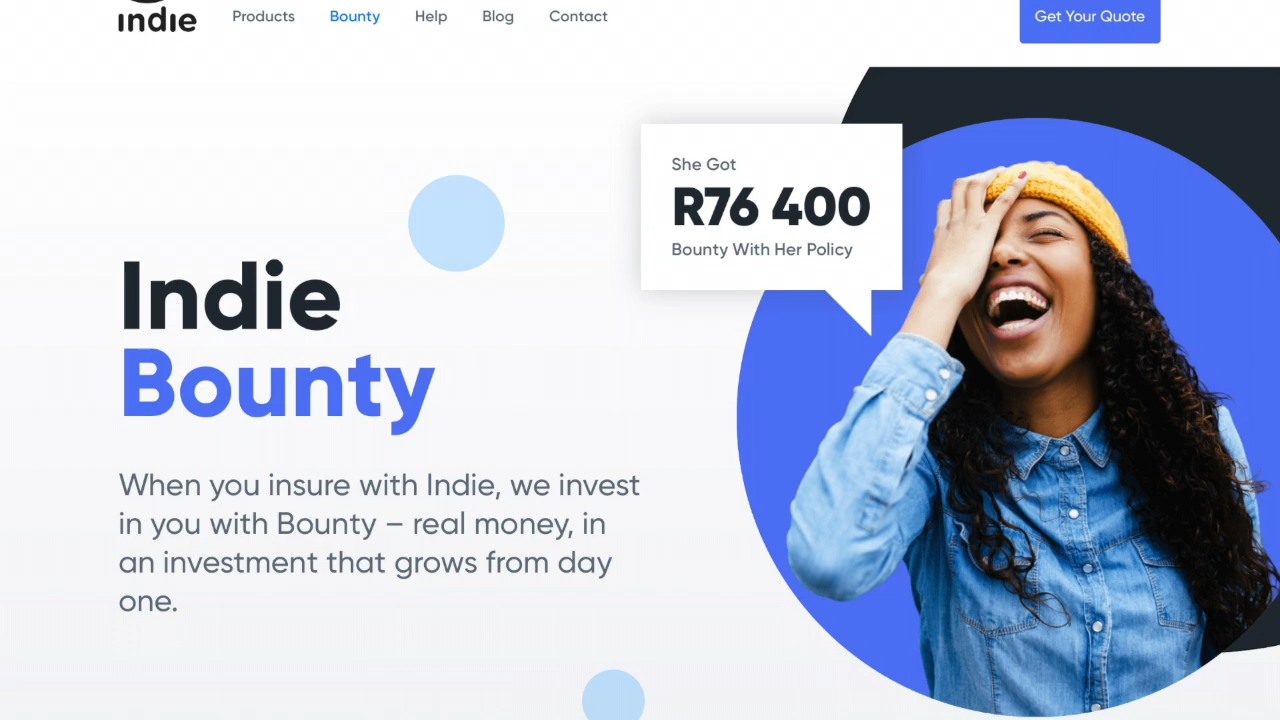 indie
Products
Bounty
Help
Blog
Contact
Get Your Quote
She Got
R76 400
Bounty With Her Policy
Indie
Bounty
When you insure with Indie, we invest
in you with Bounty – real money, in
an investment that grows from day
one.